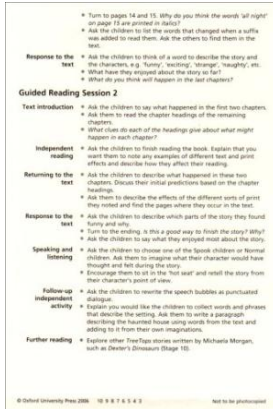 • Turn to pages 14 and 15. Why do you think the words 'all night'
on page 15 are printed in italics?
• Ask the children to list the words that changed when a suffix
was added to read them. Ask the others to find them in the
text.
Response to the • Ask the children to think of a word to describe the story and
text the characters, e.g. 'funny', 'exciting', 'strange', 'naughty', etc.
• What have they enjoyed about the story so far?
• What do you think will happen in the last chapters?
Guided Reading Session 2
Text introduction • Ask the children to say what happened in the first two chapters.
• Ask them to read the chapter headings of the remaining
chapters.
• What clues do each of the headings give about what might
happen in each chapter?
Independent • Ask the children to finish reading the book. Explain that you
reading want them to note any examples of different text and print
effects and describe how they affect their reading.
Returning to the • Ask them to describe what happened in these two
text chapters. Discuss their initial predictions based on the chapter
headings.
• Ask them to describe the effects of the different sorts of print
they noted and find the places where they occur in the text.
Response to the • Ask the children to describe which parts of the story they found
text funny and why.
• Turn to the ending. Is this a good way to finish the story? Why?
• Ask the children to say what they enjoyed most about the story.
Speaking and • Ask the children to choose one of the Spook children or Normal
listening children. Ask them to imagine what their character would have
thought and felt during the story.
• Encourage them to sit in the 'hot seat' and retell the story from
their character's point of view.
Follow-up • Ask the children to rewrite the speech bubbles as punctuated
independent dialogue.
activity • Explain you would like the children to collect words and phrases
that describe the setting. Ask them to write a paragraph
describing the haunted house using words from the text and
adding to it from their own imaginations.
Further reading • Explore other TreeTops stories written by Michaela Morgan,
such as Dexter's Dinosaurs (Stage 10).
© Oxford University Press 2006 10 9 8 7 6 5 4 3 Not to be photocopied